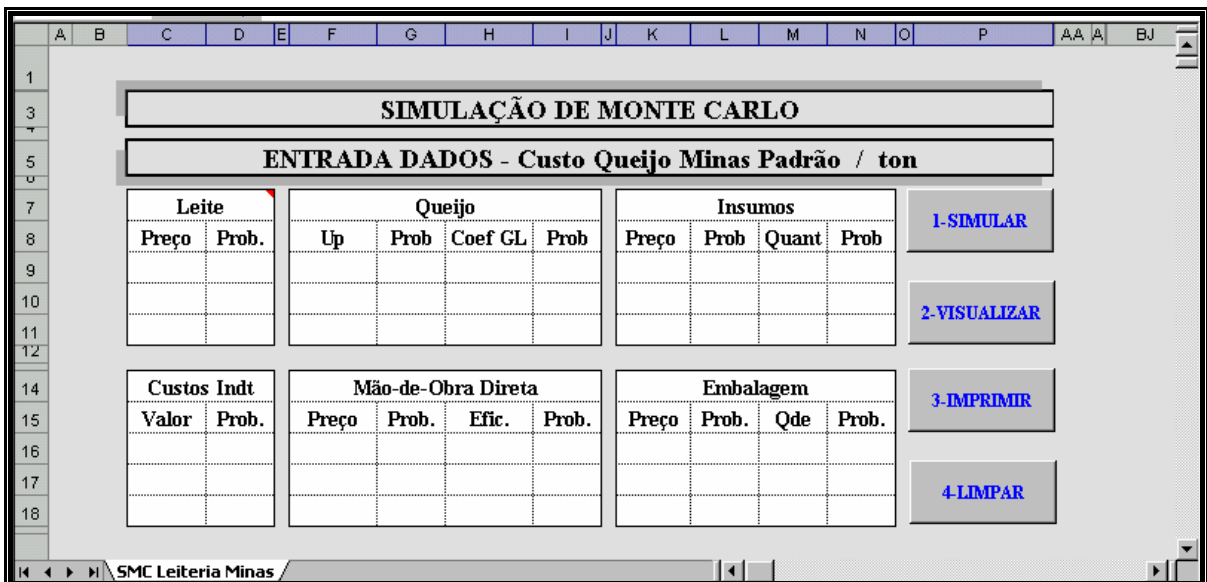 A B C D E F G H I J K L M N O P AA A BJ
1
3 SIMULAÇÃO DE MONTE CARLO
4
5 ENTRADA DADOS - Custo Queijo Minas Padrão / ton
6
7 Leite Queijo Insumos 1-SIMULAR
8 Preço Prob. Up Prob Coef GL Prob Preço Prob Quant Prob
9
10
11 2-VISUALIZAR
12
14 Custos Indt Mão-de-Obra Direta Embalagem 3-IMPRIMIR
15 Valor Prob. Preço Prob. Efic. Prob. Preço Prob. Qde Prob.
16
17 4-LIMPAR
18
SMC Leiteria Minas